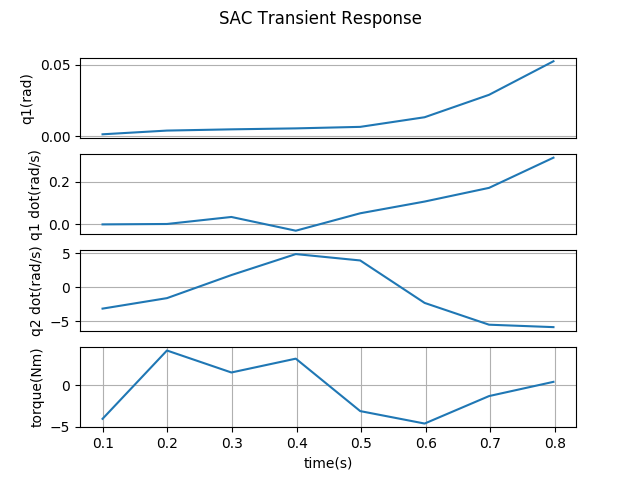 SAC Transient Response
q1(rad)
0.05
0.00
q1 dot(rad/s)
0.2
0.0
q2 dot(rad/s)
5
0
−5
torque(Nm)
0
−5
0.1 0.2 0.3 0.4 0.5 0.6 0.7 0.8
time(s)